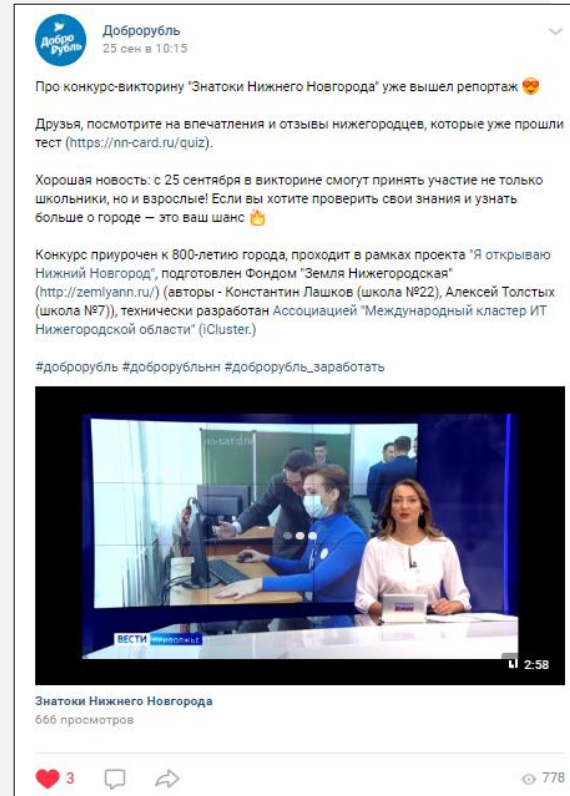 Добро
Рубль
Доброрубль
25 сен в 10:15
Про конкурс-викторину "Знатоки Нижнего Новгорода" уже вышел репортаж 😍
Друзья, посмотрите на впечатления и отзывы нижегородцев, которые уже прошли
тест (https://nn-card.ru/quiz).
Хорошая новость: с 25 сентября в викторине смогут принять участие не только
школьники, но и взрослые! Если вы хотите проверить свои знания и узнать
больше о городе — это ваш шанс 🔥
Конкурс приурочен к 800-летию города, проходит в рамках проекта "Я открываю
Нижний Новгород", подготовлен Фондом "Земля Нижегородская"
(http://zemlyann.ru/) (авторы - Константин Лашков (школа №22), Алексей Толстых
(школа №7)), технически разработан Ассоциацией "Международный кластер ИТ
Нижегородской области" (iCluster.)
#доброрубль #доброрубльнн #доброрубль_заработать
ВЕСТИ ПРИВОЛЖЬЕ
2:58
Знатоки Нижнего Новгорода
666 просмотров
3
778